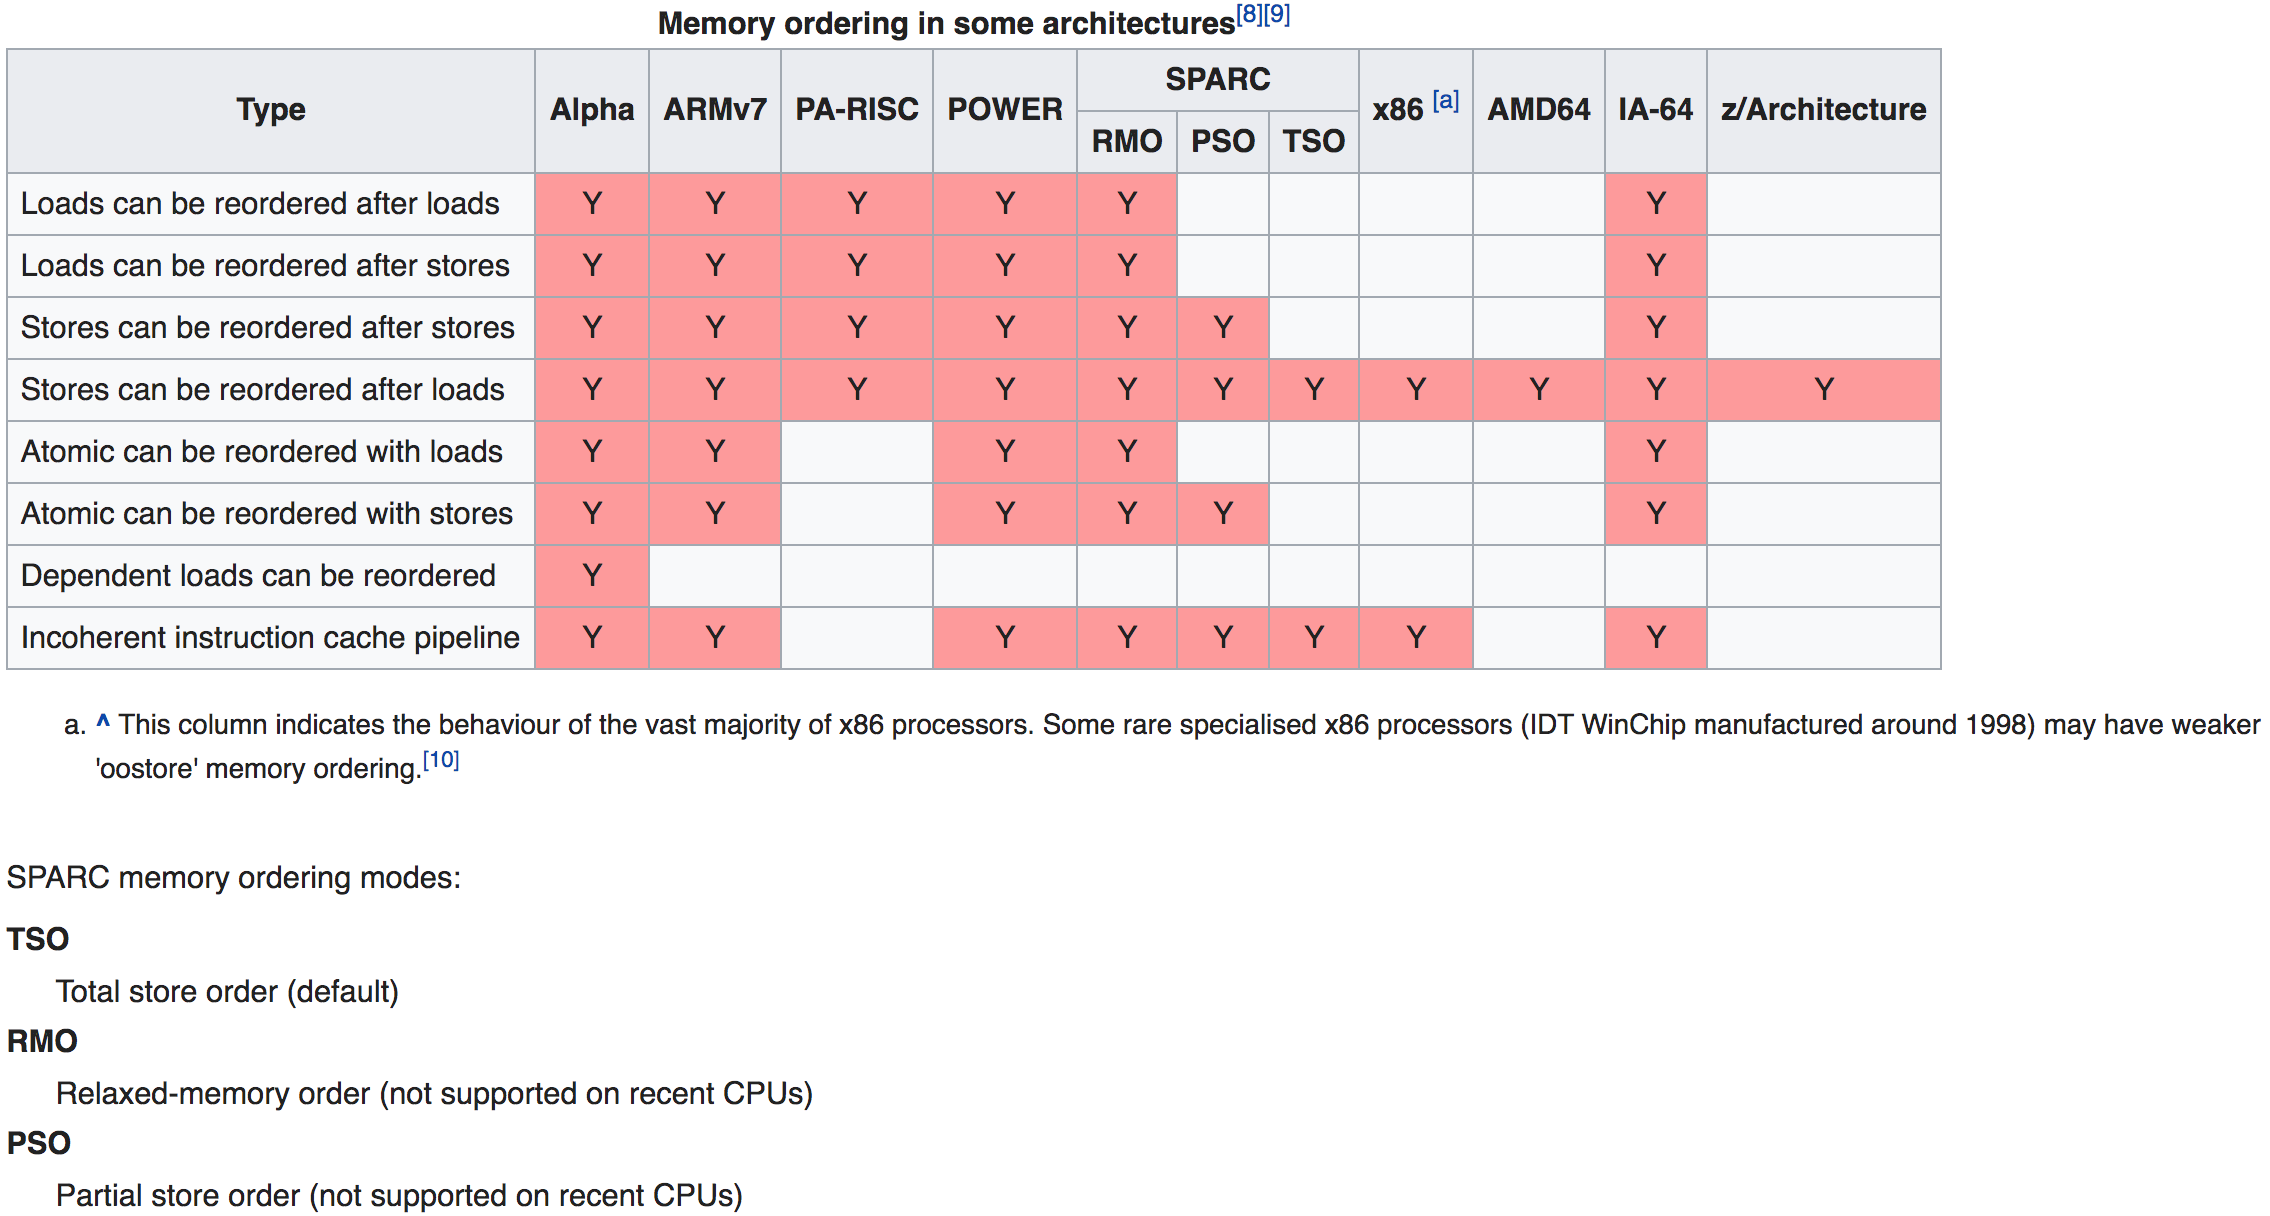 Memory ordering in some architectures[8][9]
Type Alpha ARMv7 PA-RISC POWER SPARC x86 [a] AMD64 IA-64 z/Architecture
RMO PSO TSO
Loads can be reordered after loads Y Y Y Y Y Y
Loads can be reordered after stores Y Y Y Y Y Y
Stores can be reordered after stores Y Y Y Y Y Y Y
Stores can be reordered after loads Y Y Y Y Y Y Y Y Y Y Y
Atomic can be reordered with loads Y Y Y Y Y
Atomic can be reordered with stores Y Y Y Y Y Y
Dependent loads can be reordered Y
Incoherent instruction cache pipeline Y Y Y Y Y Y Y Y
a. ^ This column indicates the behaviour of the vast majority of x86 processors. Some rare specialised x86 processors (IDT WinChip manufactured around 1998) may have weaker
'oostore' memory ordering.[10]
SPARC memory ordering modes:
TSO
Total store order (default)
RMO
Relaxed-memory order (not supported on recent CPUs)
PSO
Partial store order (not supported on recent CPUs)